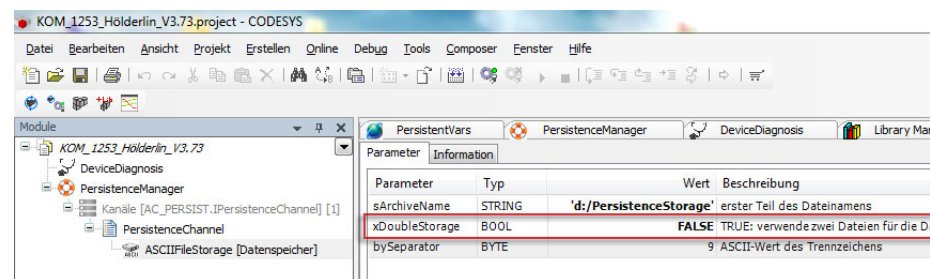 KOM_1253_Hölderlin_V3.73.project - CODESYS
Datei Bearbeiten Ansicht Projekt Erstellen Online Debug Tools Composer Fenster Hilfe
Module
KOM_1253_Hölderlin_V3.73
DeviceDiagnosis
PersistenceManager
Kanäle [AC_PERSIST.IPersistenceChannel] [1]
PersistenceChannel
ASCIIFileStorage [Datenspeicher]
PersistentVars PersistenceManager DeviceDiagnosis Library Mar
Parameter Information
Parameter Typ Wert Beschreibung
sArchiveName STRING 'd:/PersistenceStorage' erster Teil des Dateinamens
xDoubleStorage BOOL FALSE TRUE: verwende zwei Dateien für die D
bySeparator BYTE 9 ASCII-Wert des Trennzeichens